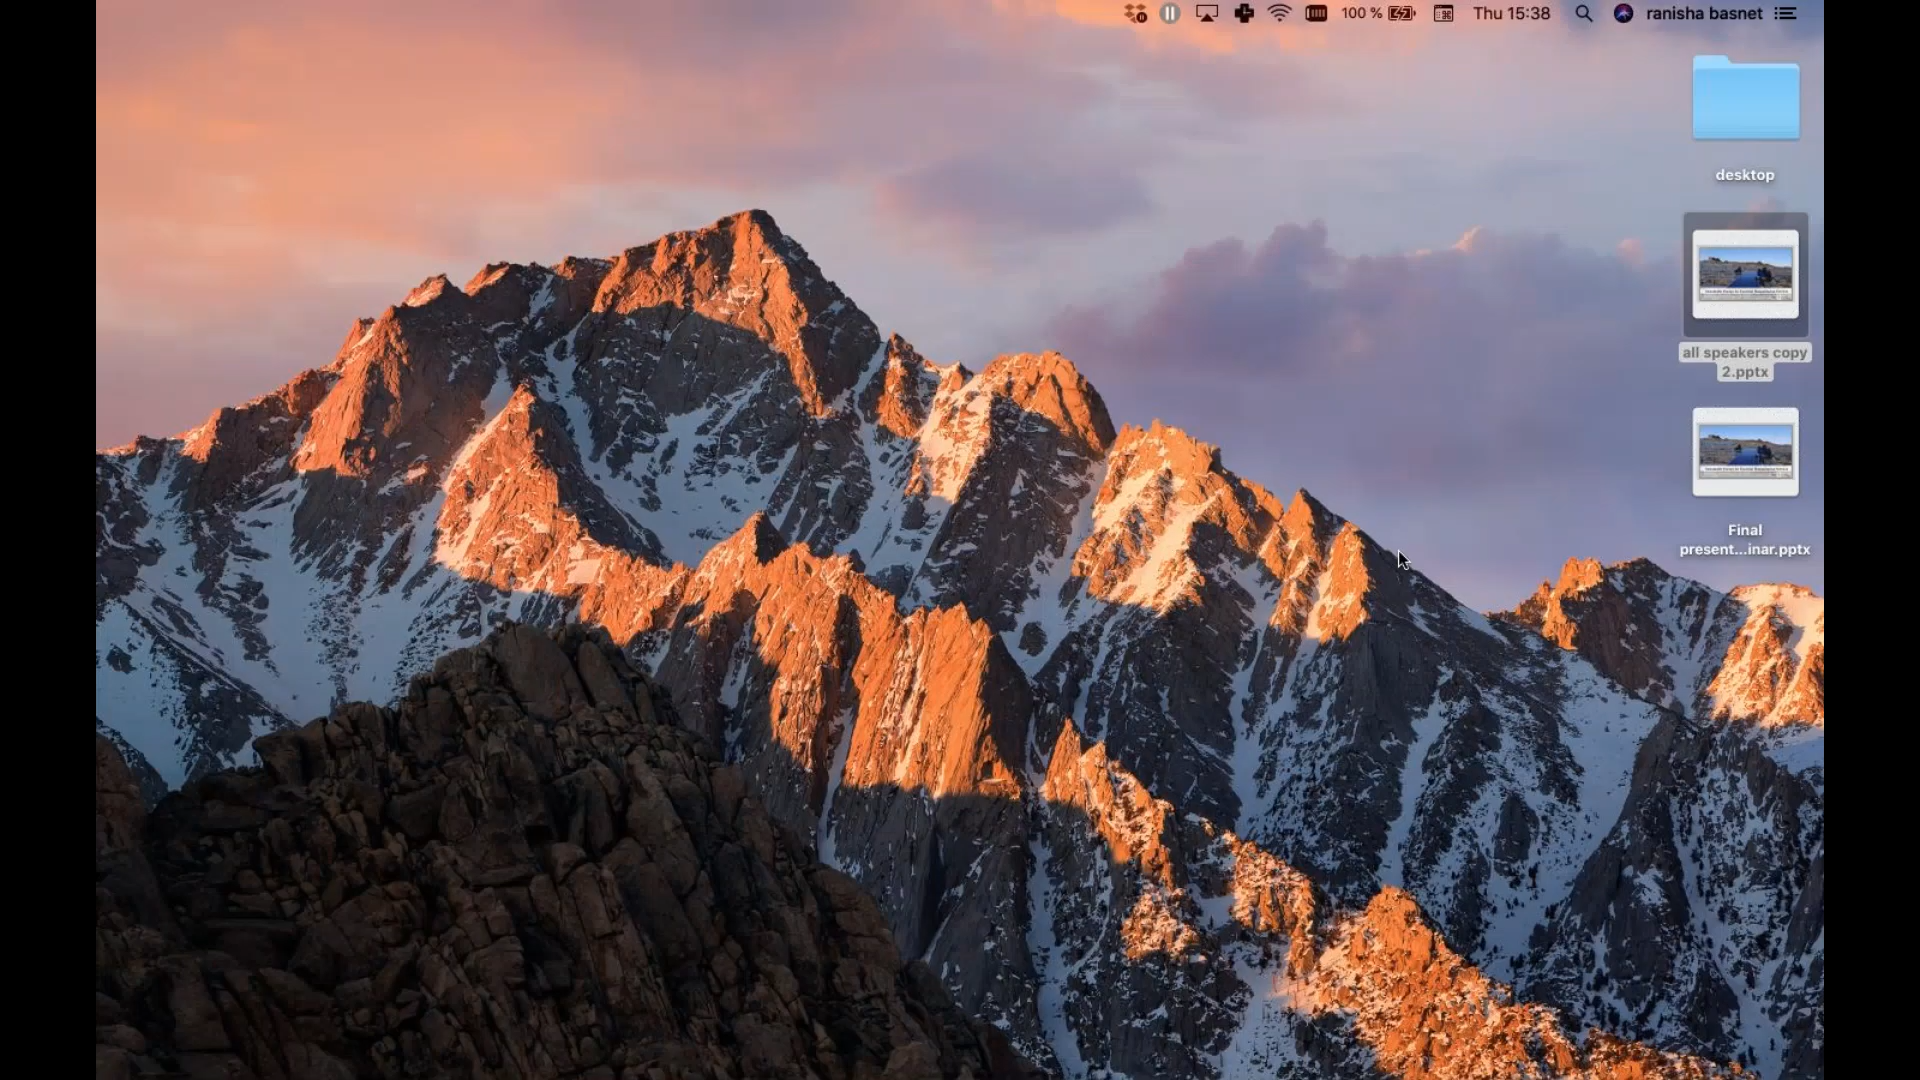 100 %
Thu 15:38
ranisha basnet
desktop
all speakers copy
2.pptx
Final
present...inar.pptx